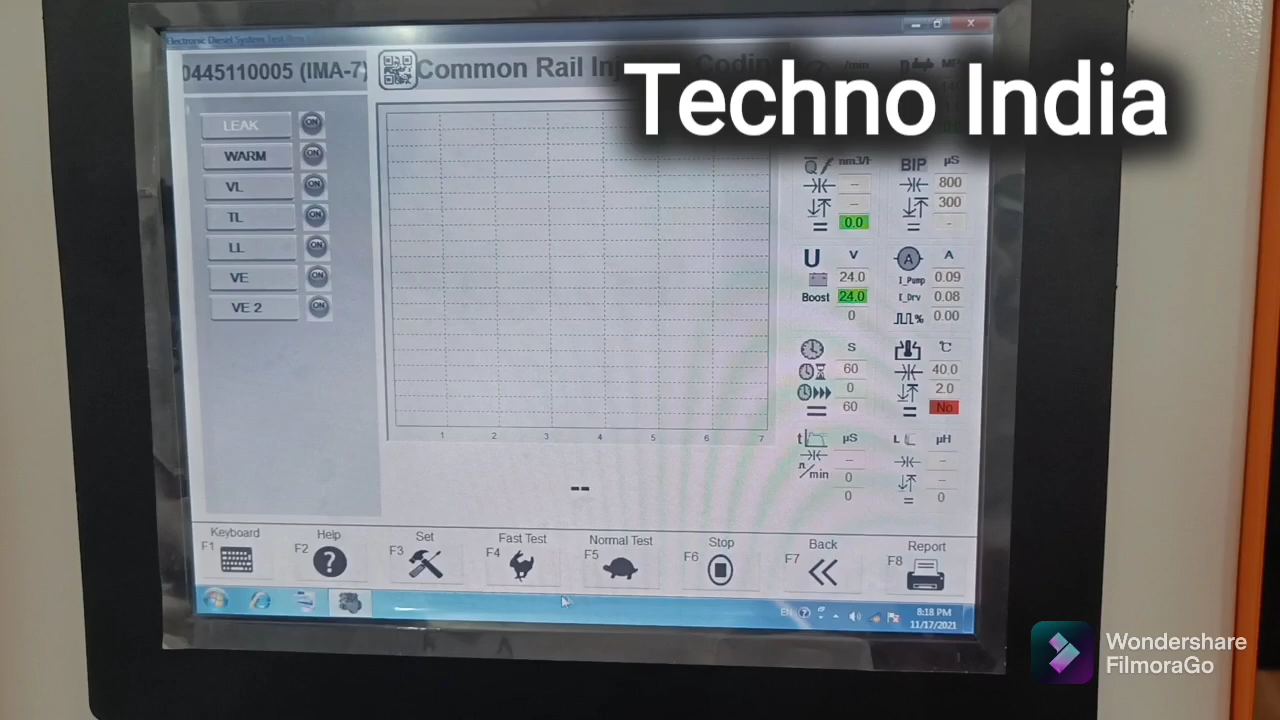 Electronic Diesel System Test
0445110005 (IMA-7)
Common Rail Inj
Techno India
LEAK ON
WARM ON
VL ON
TL ON
LL ON
VE ON
VE 2 ON
1 2 3 4 5 6 7
--
/min
Q nm3/H
--
--
= 0.0
BIP µS
800
300
= -
U V
24.0
Boost 24.0
0
A A
I_Pump 0.09
I_Drv 0.08
% 0.00
S
60
0
= 60
°C
40.0
2.0
= No
t µS
--
n/min 0
0
L µH
--
--
= 0
Keyboard
F1
Help
F2 ?
Set
F3
Fast Test
F4
Normal Test
F5
Stop
F6
Back
F7
Report
F8
EN
8:18 PM
11/17/2021
Wondershare
FilmoraGo